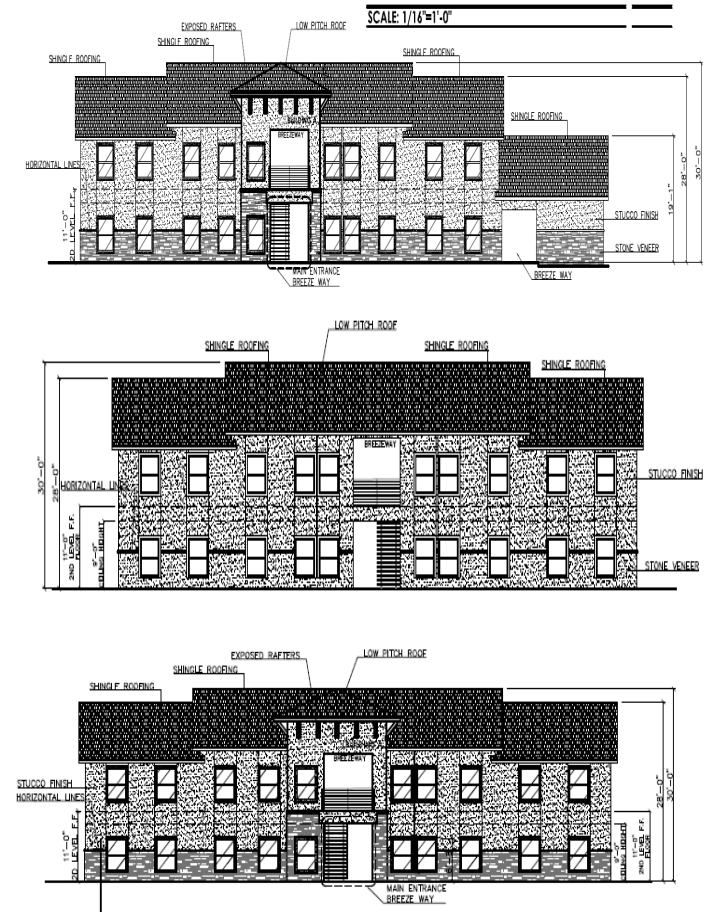 SCALE: 1/16"=1'-0"
EXPOSED RAFTERS
LOW PITCH ROOF
SHINGLE ROOFING
SHINGLE ROOFING
SHINGLE ROOFING
SHINGLE ROOFING
BUILDING A
BREEZEWAY
HORIZONTAL LINES
11'-0"
2D LEVEL F.F.
19'-1"
28'-0"
30'-0"
STUCCO FINISH
STONE VENEER
MAIN ENTRANCE
BREEZE WAY
BREEZE WAY
LOW PITCH ROOF
SHINGLE ROOFING
SHINGLE ROOFING
SHINGLE ROOFING
BREEZEWAY
30'-0"
28'-0"
HORIZONTAL LINES
11'-0"
2ND LEVEL F.F.
FLOOR
9'-0"
HEIGHT
STUCCO FINISH
STONE VENEER
EXPOSED RAFTERS
LOW PITCH ROOF
SHINGLE ROOFING
SHINGLE ROOFING
BREEZEWAY
STUCCO FINISH
HORIZONTAL LINES
11'-0"
2D LEVEL F.F.
9'-0"
HEIGHT
11'-0"
2ND LEVEL F.F.
FLOOR
28'-0"
30'-0"
MAIN ENTRANCE
BREEZE WAY